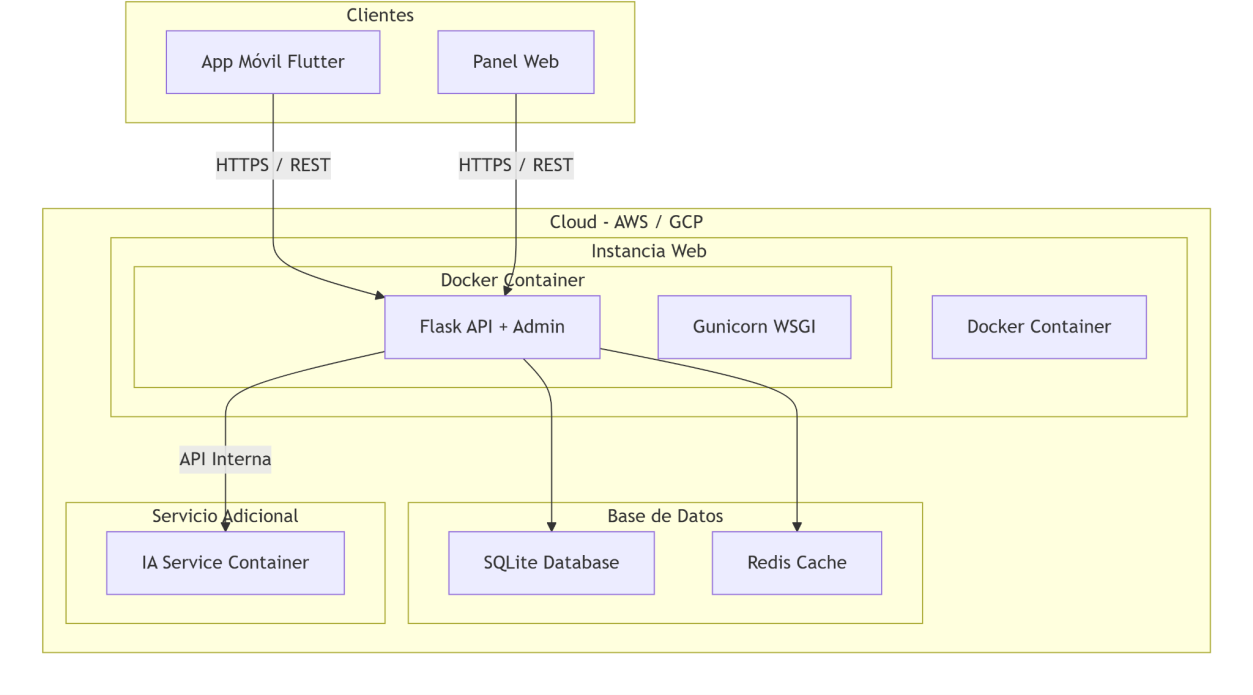 Clientes
App Móvil Flutter
Panel Web
HTTPS / REST
HTTPS / REST
Cloud - AWS / GCP
Instancia Web
Docker Container
Flask API + Admin
Gunicorn WSGI
Docker Container
API Interna
Servicio Adicional
Base de Datos
IA Service Container
SQLite Database
Redis Cache